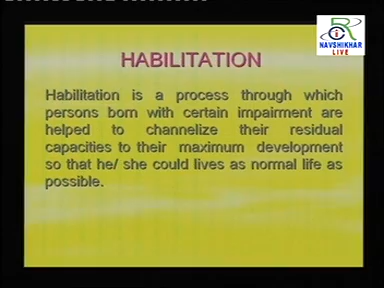 RCI
NAVSHIKHAR
LIVE
HABILITATION
Habilitation is a process through which
persons born with certain impairment are
helped to channelize their residual
capacities to their maximum development
so that he/ she could lives as normal life as
possible.